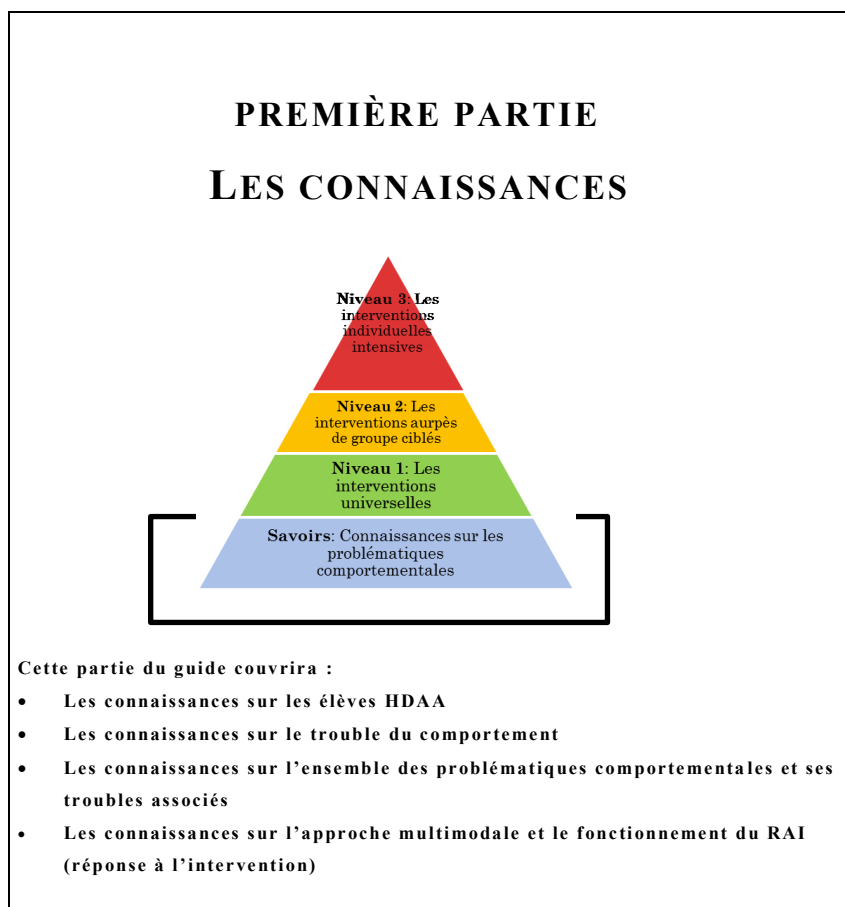 PREMIÈRE PARTIE
LES CONNAISSANCES
Niveau 3: Les
interventions
individuelles
intensives
Niveau 2: Les
interventions aurpès
de groupe ciblés
Niveau 1: Les
interventions
universelles
Savoirs: Connaissances sur les
problématiques
comportementales
Cette partie du guide couvrira :
• Les connaissances sur les élèves HDAA
• Les connaissances sur le trouble du comportement
• Les connaissances sur l’ensemble des problématiques comportementales et ses
troubles associés
• Les connaissances sur l’approche multimodale et le fonctionnement du RAI
(réponse à l’intervention)